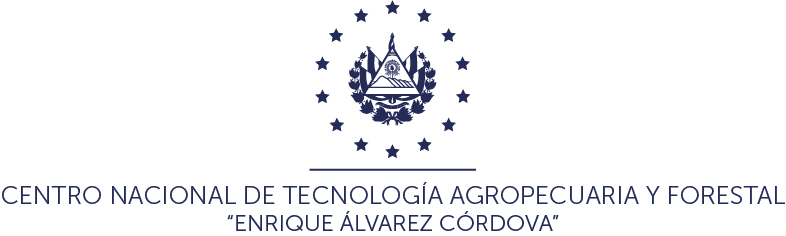 CENTRO NACIONAL DE TECNOLOGÍA AGROPECUARIA Y FORESTAL
“ENRIQUE ÁLVAREZ CÓRDOVA”